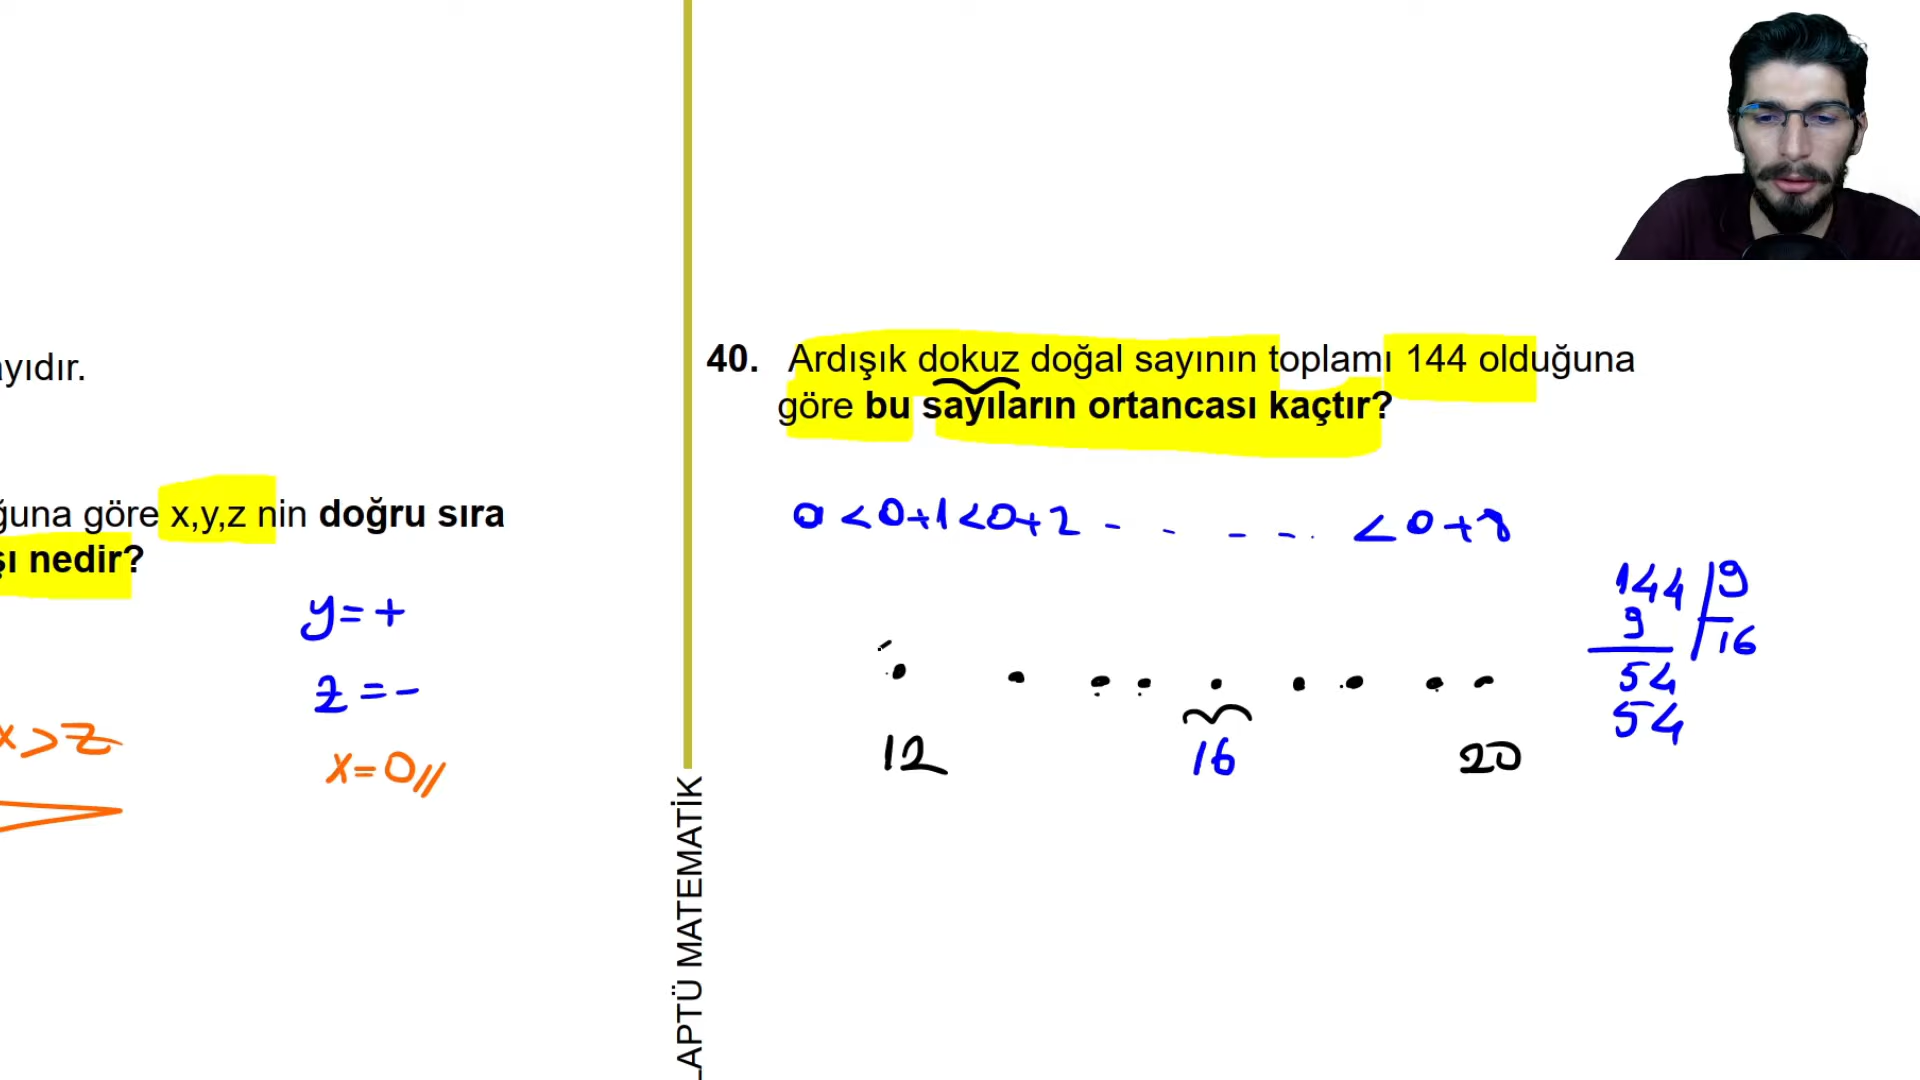 ayıdır.
ğuna göre x,y,z nin doğru sıra
şı nedir?
y=+
z=-
x>z
x=0//
LAPTÜ MATEMATİK
40. Ardışık dokuz doğal sayının toplamı 144 olduğuna
göre bu sayıların ortancası kaçtır?
a<a+1<a+2 - - - - . <a+8
. . . . . . . . .
12 16 20
144 |9
9 16
54
54